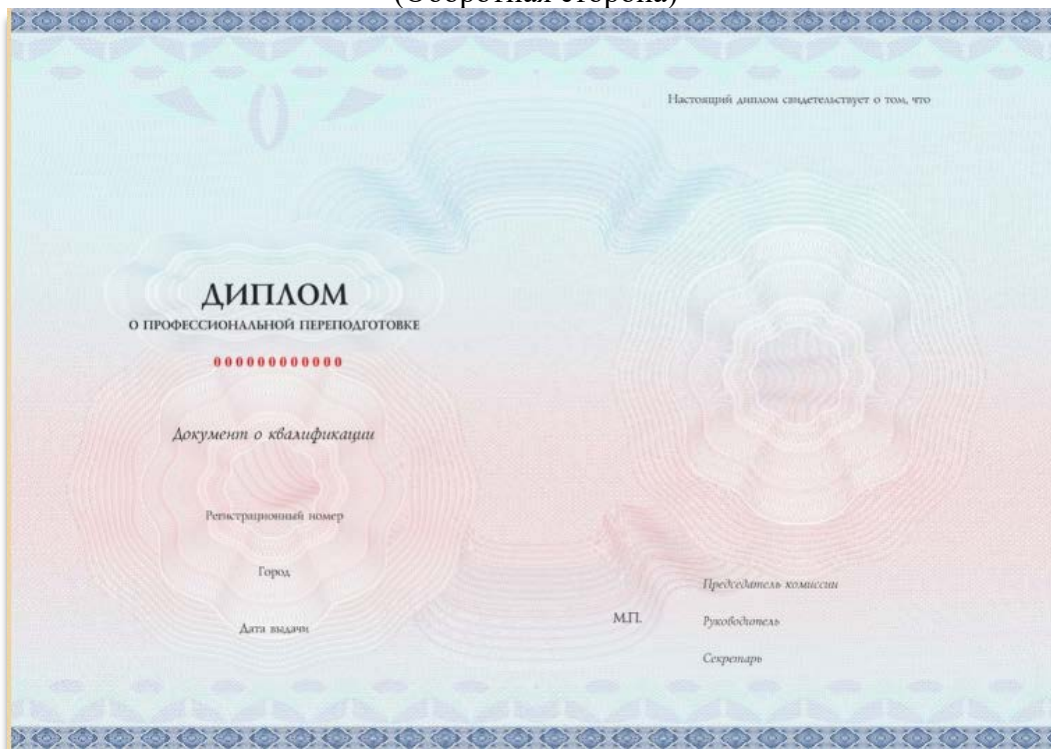 (Оборотная сторона)
Настоящий диплом свидетельствует о том, что
ДИПЛОМ
О ПРОФЕССИОНАЛЬНОЙ ПЕРЕПОДГОТОВКЕ
000000000000
Документ о квалификации
Регистрационный номер
Город
Дата выдачи
М.П.
Председатель комиссии
Руководитель
Секретарь